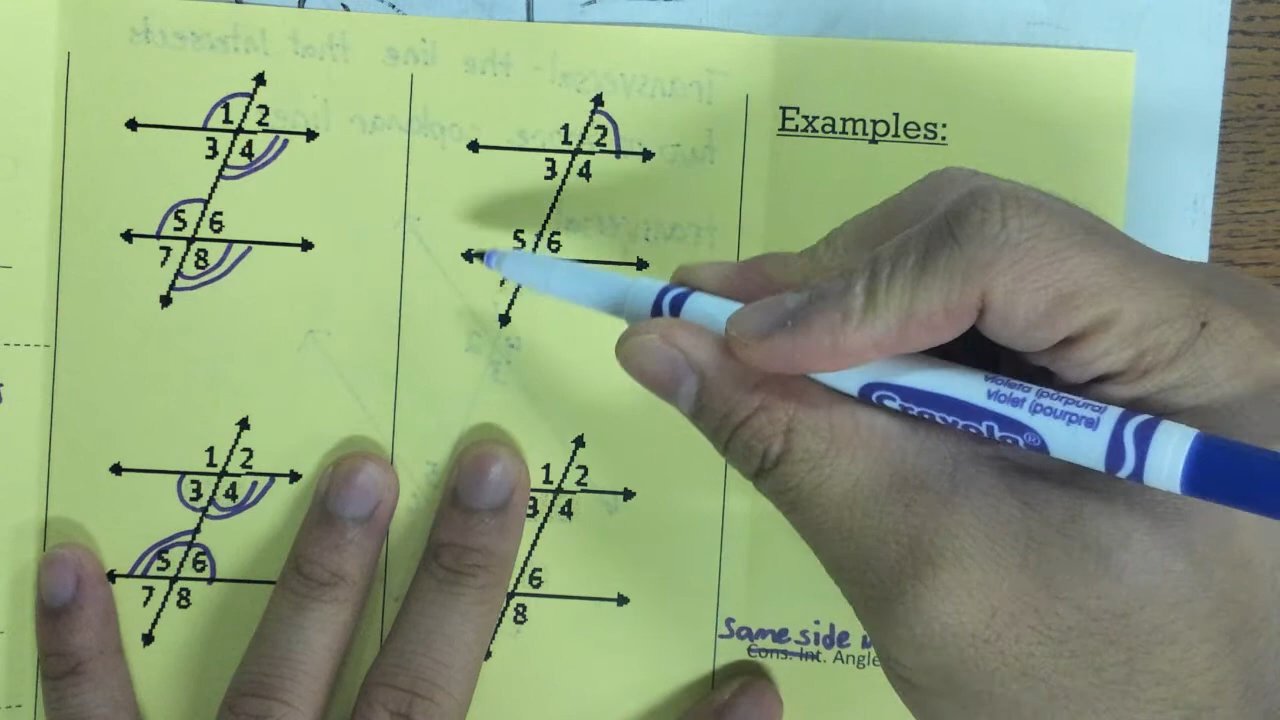 Examples:
1 2
3 4
5 6
7 8
1 2
3 4
5 6
1 2
3 4
5 6
7 8
1 2
3 4
6
8
violeta (púrpura)
violet (pourpre)
Crayola®
Same side
Cons. Int. Angle